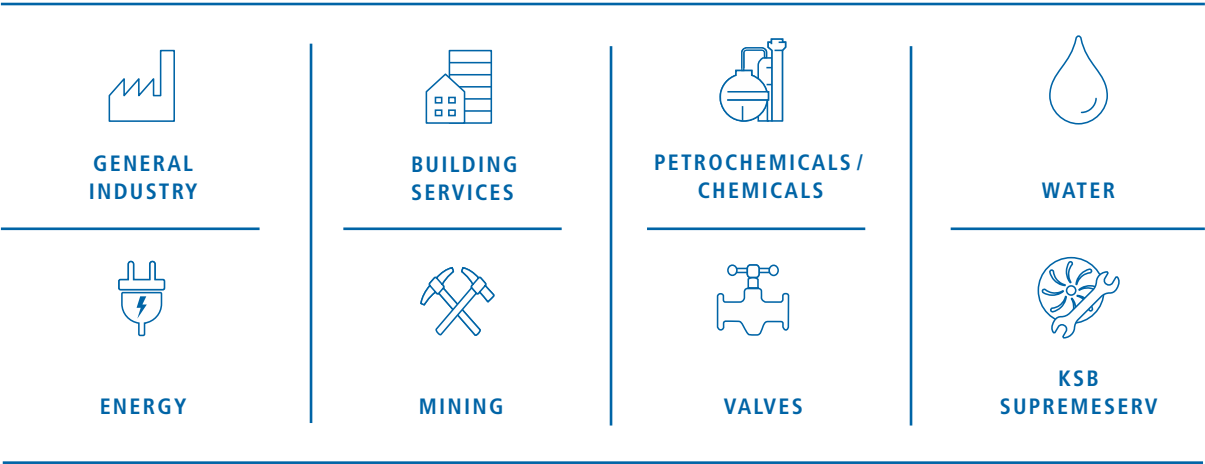 GENERAL
INDUSTRY
BUILDING
SERVICES
PETROCHEMICALS /
CHEMICALS
WATER
ENERGY
MINING
VALVES
KSB
SUPREMESERV